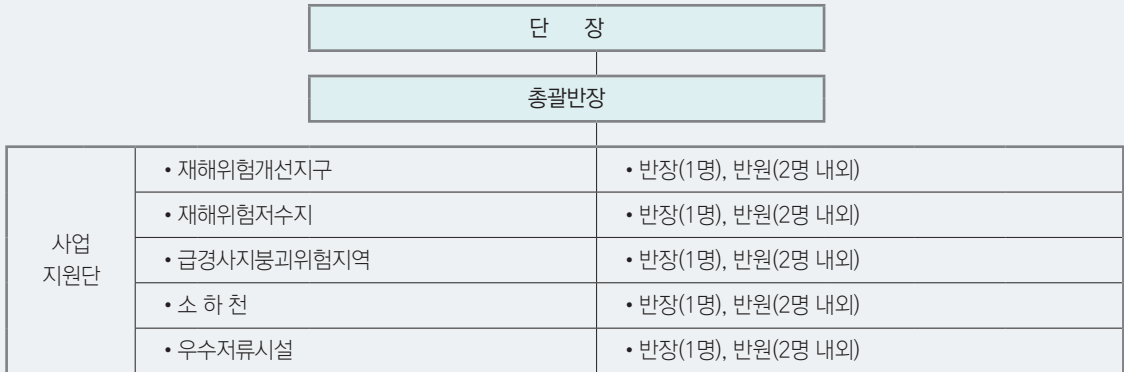 단 장
총괄반장
사업
지원단
• 재해위험개선지구 • 반장(1명), 반원(2명 내외)
• 재해위험저수지 • 반장(1명), 반원(2명 내외)
• 급경사지붕괴위험지역 • 반장(1명), 반원(2명 내외)
• 소 하 천 • 반장(1명), 반원(2명 내외)
• 우수저류시설 • 반장(1명), 반원(2명 내외)